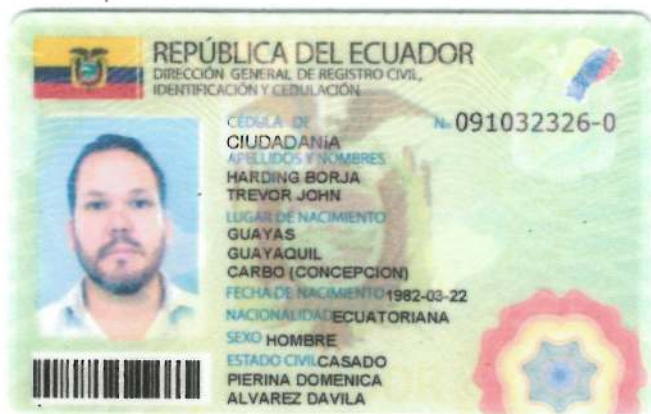 REPÚBLICA DEL ECUADOR
DIRECCIÓN GENERAL DE REGISTRO CIVIL,
IDENTIFICACIÓN Y CEDULACIÓN
CÉDULA DE N. 091032326-0
CIUDADANÍA
APELLIDOS Y NOMBRES
HARDING BORJA
TREVOR JOHN
LUGAR DE NACIMIENTO
GUAYAS
GUAYAQUIL
CARBO (CONCEPCION)
FECHA DE NACIMIENTO 1982-03-22
NACIONALIDAD ECUATORIANA
SEXO HOMBRE
ESTADO CIVIL CASADO
PIERINA DOMENICA
ALVAREZ DAVILA